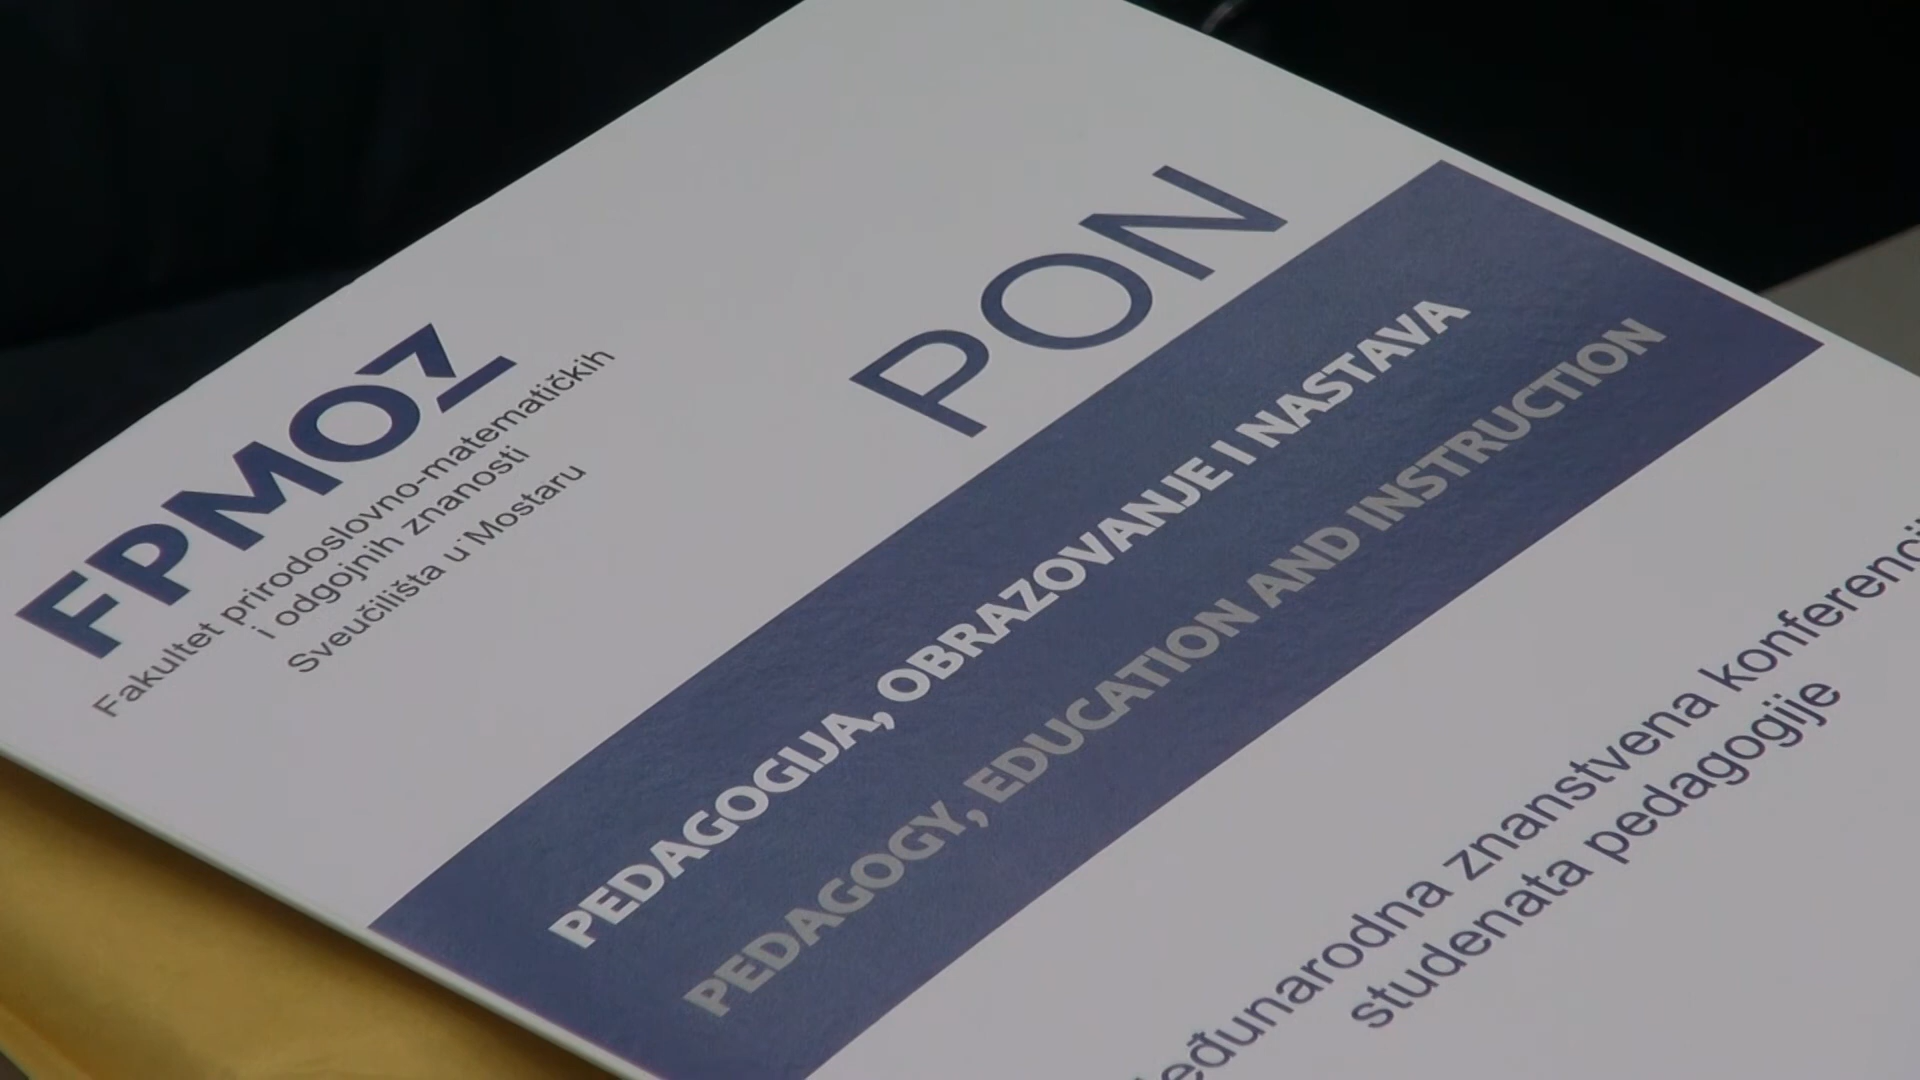 FPMOZ
Fakultet prirodoslovno-matematičkih
i odgojnih znanosti
Sveučilišta u Mostaru
PON
PEDAGOGIJA, OBRAZOVANJE I NASTAVA
PEDAGOGY, EDUCATION AND INSTRUCTION
znanstvena
studenata pedagogije